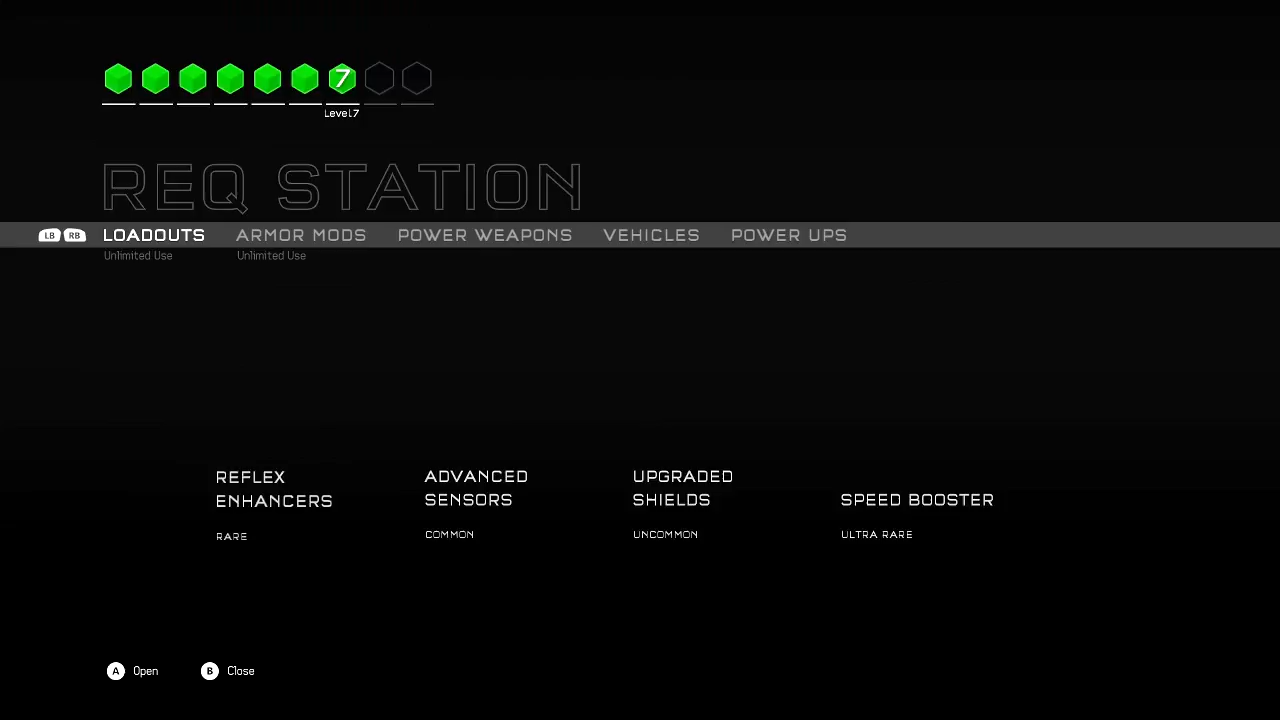 7
Level 7
REQ STATION
LB RB LOADOUTS ARMOR MODS POWER WEAPONS VEHICLES POWER UPS
Unlimited Use Unlimited Use
REFLEX
ENHANCERS
RARE
ADVANCED
SENSORS
COMMON
UPGRADED
SHIELDS
UNCOMMON
SPEED BOOSTER
ULTRA RARE
A Open B Close